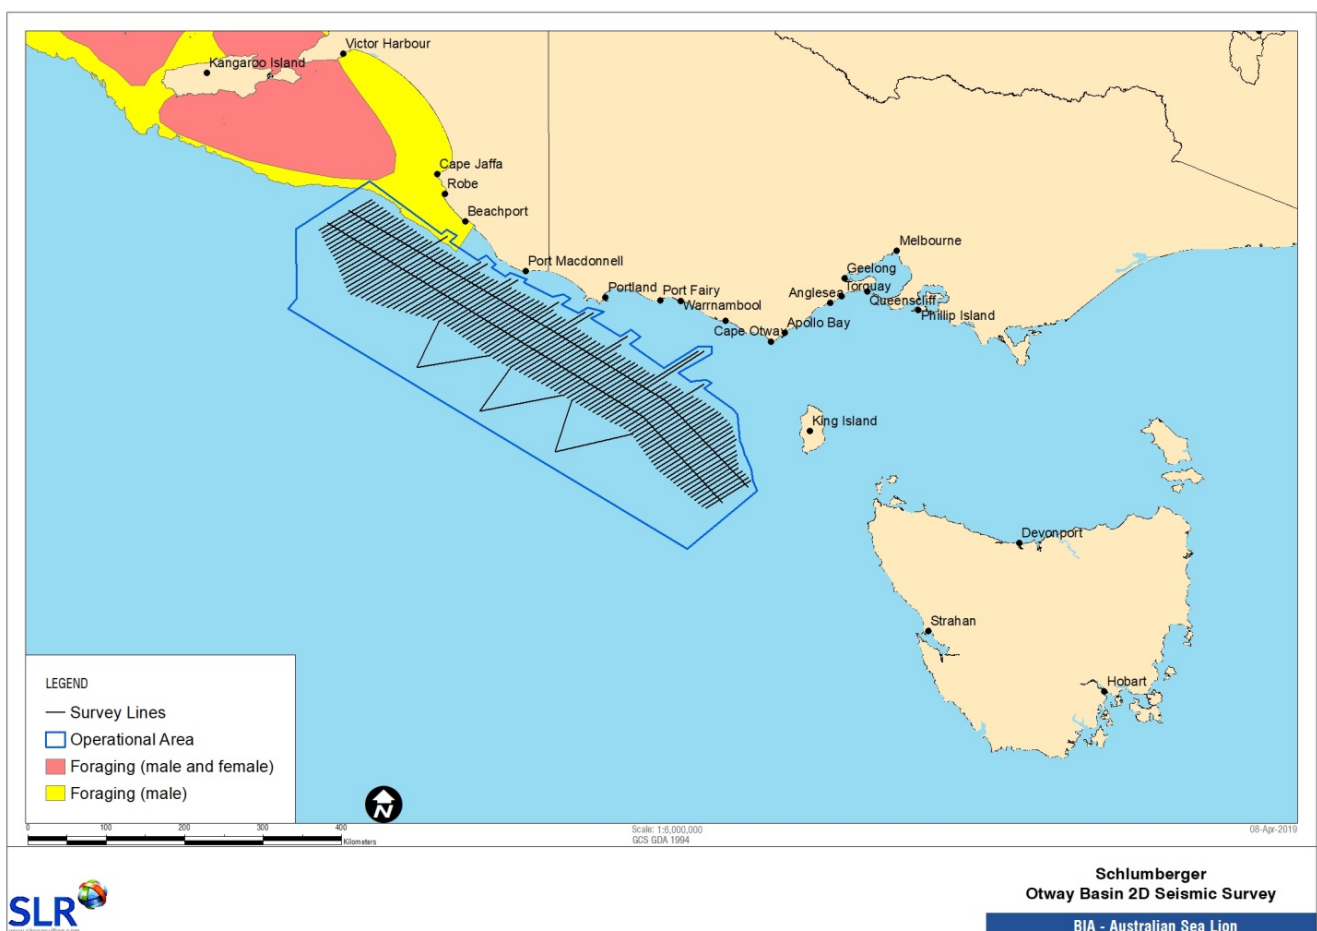 Victor Harbour
Kangaroo Island
Cape Jaffa
Robe
Beachport
Melbourne
Port Macdonnell
Geelong
Torquay
Portland
Port Fairy
Anglesea
Queenscliff
Warrnambool
Phillip Island
Cape Otway
Apollo Bay
King Island
Devonport
Strahan
Hobart
LEGEND
Survey Lines
Operational Area
Foraging (male and female)
Foraging (male)
N
0 100 200 300 400
Kilometers
Scale: 1:6,000,000
GCS GDA 1994
08-Apr-2019
Schlumberger
Otway Basin 2D Seismic Survey
SLR
BIA - Australian Sea Lion